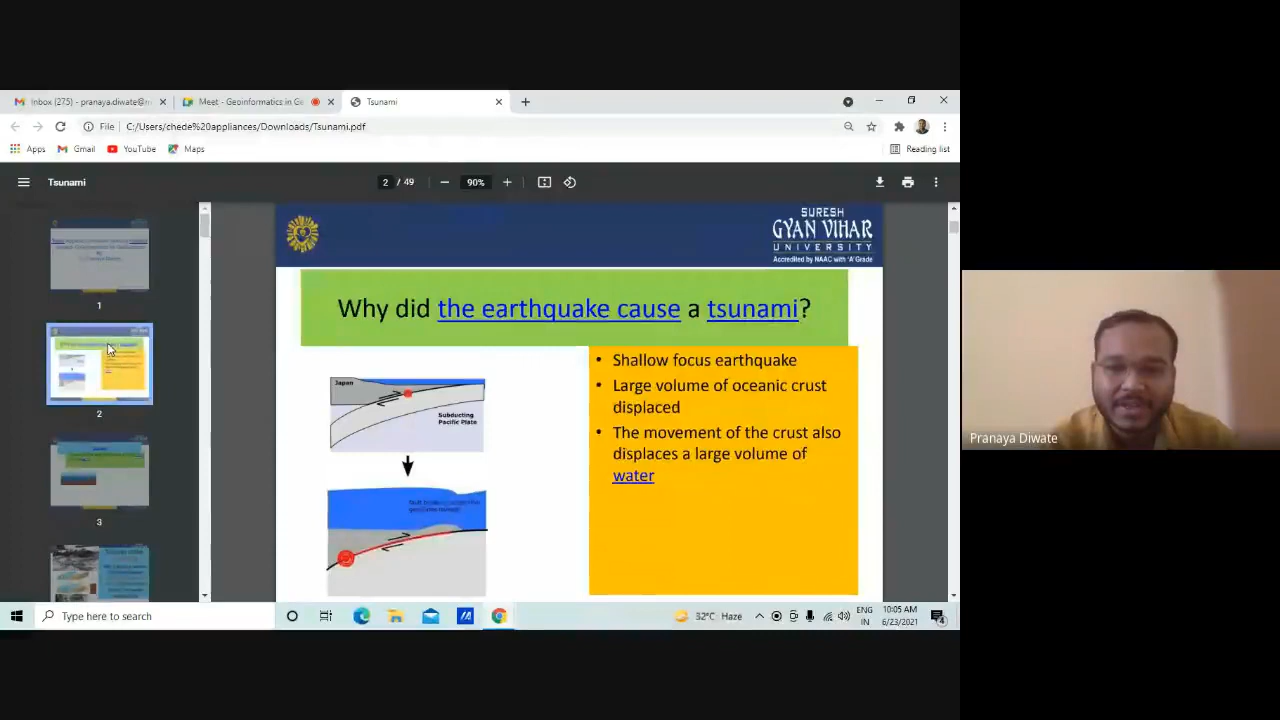 Inbox (275) - pranaya.diwate@m
Meet - Geoinformatics in Ge
Tsunami
File C:/Users/chede%20appliances/Downloads/Tsunami.pdf
Apps Gmail YouTube Maps Reading list
Tsunami 2 / 49 90%
SURESH
GYAN VIHAR
UNIVERSITY
Accredited by NAAC with 'A' Grade
Why did the earthquake cause a tsunami?
Japan
Subducting
Pacific Plate
• Shallow focus earthquake
• Large volume of oceanic crust
displaced
• The movement of the crust also
displaces a large volume of
water
1
2
3
Pranaya Diwate
Type here to search
32°C Haze
ENG
IN
10:05 AM
6/23/2021
4